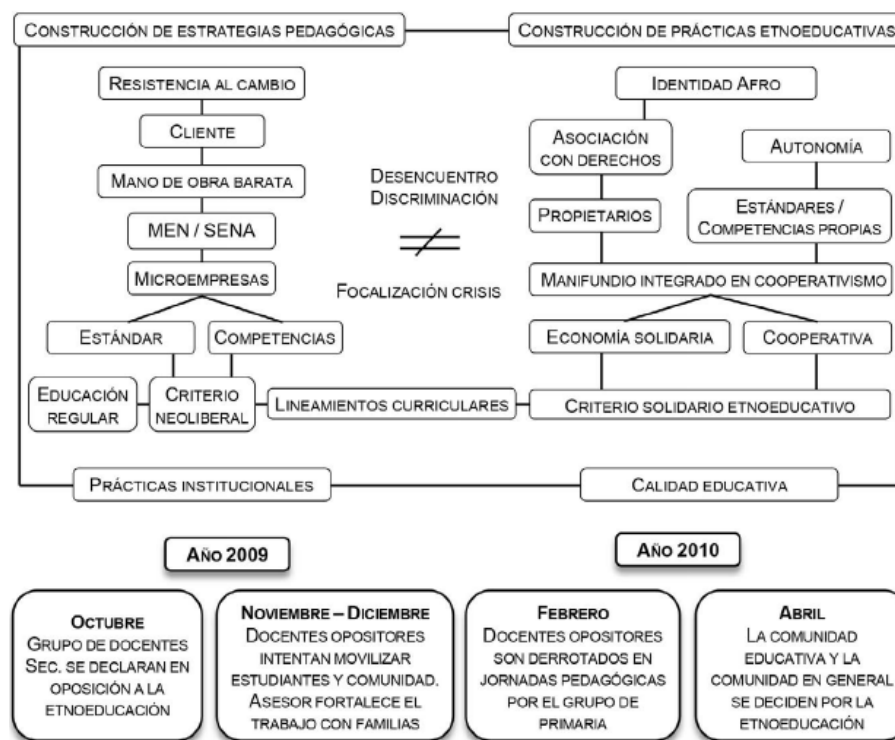 CONSTRUCCIÓN DE ESTRATEGIAS PEDAGÓGICAS
CONSTRUCCIÓN DE PRÁCTICAS ETNOEDUCATIVAS
RESISTENCIA AL CAMBIO
CLIENTE
MANO DE OBRA BARATA
MEN / SENA
MICROEMPRESAS
ESTÁNDAR
COMPETENCIAS
EDUCACIÓN
REGULAR
CRITERIO
NEOLIBERAL
LINEAMIENTOS CURRICULARES
DESENCUENTRO
DISCRIMINACIÓN
FOCALIZACIÓN CRISIS
IDENTIDAD AFRO
ASOCIACIÓN
CON DERECHOS
AUTONOMÍA
PROPIETARIOS
ESTÁNDARES /
COMPETENCIAS PROPIAS
MANIFUNDIO INTEGRADO EN COOPERATIVISMO
ECONOMÍA SOLIDARIA
COOPERATIVA
CRITERIO SOLIDARIO ETNOEDUCATIVO
PRÁCTICAS INSTITUCIONALES
CALIDAD EDUCATIVA
AÑO 2009
AÑO 2010
OCTUBRE
GRUPO DE DOCENTES
SEC. SE DECLARAN EN
OPOSICIÓN A LA
ETNOEDUCACIÓN
NOVIEMBRE – DICIEMBRE
DOCENTES OPOSITORES
INTENTAN MOVILIZAR
ESTUDIANTES Y COMUNIDAD.
ASESOR FORTALECE EL
TRABAJO CON FAMILIAS
FEBRERO
DOCENTES OPOSITORES
SON DERROTADOS EN
JORNADAS PEDAGÓGICAS
POR EL GRUPO DE
PRIMARIA
ABRIL
LA COMUNIDAD
EDUCATIVA Y LA
COMUNIDAD EN GENERAL
SE DECIDEN POR LA
ETNOEDUCACIÓN